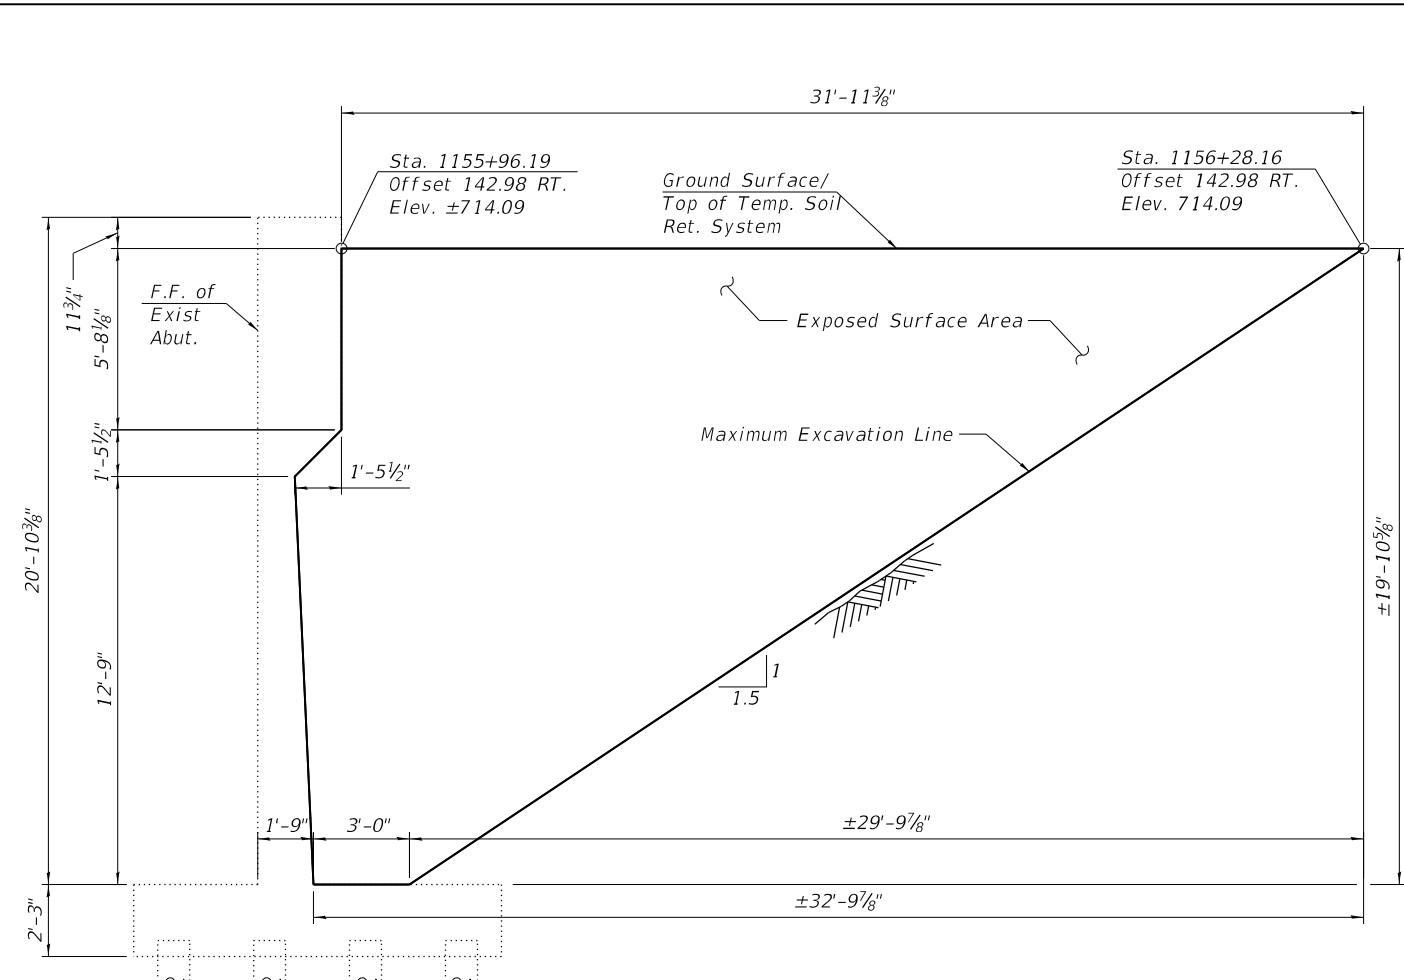 31'-11⅜"
Sta. 1155+96.19
Offset 142.98 RT.
Elev. ±714.09
Ground Surface/
Top of Temp. Soil
Ret. System
Sta. 1156+28.16
Offset 142.98 RT.
Elev. 714.09
11¾"
5'-8⅛"
F.F. of
Exist
Abut.
Exposed Surface Area
1'-5½"
1'-5½"
Maximum Excavation Line
20'-10⅜"
±19'-10⅝"
12'-9"
1
1.5
1'-9"
3'-0"
±29'-9⅞"
±32'-9⅞"
2'-3"